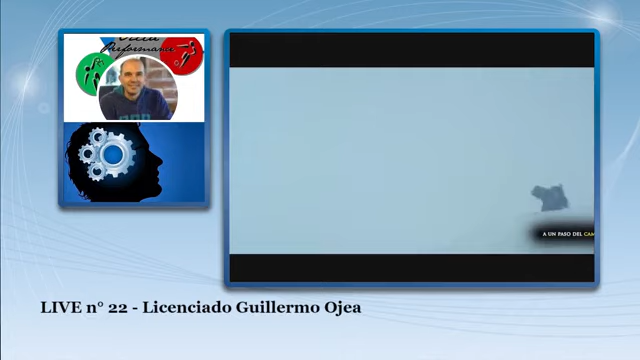 Performance
A UN PASO DEL CAM
LIVE n° 22 - Licenciado Guillermo Ojea